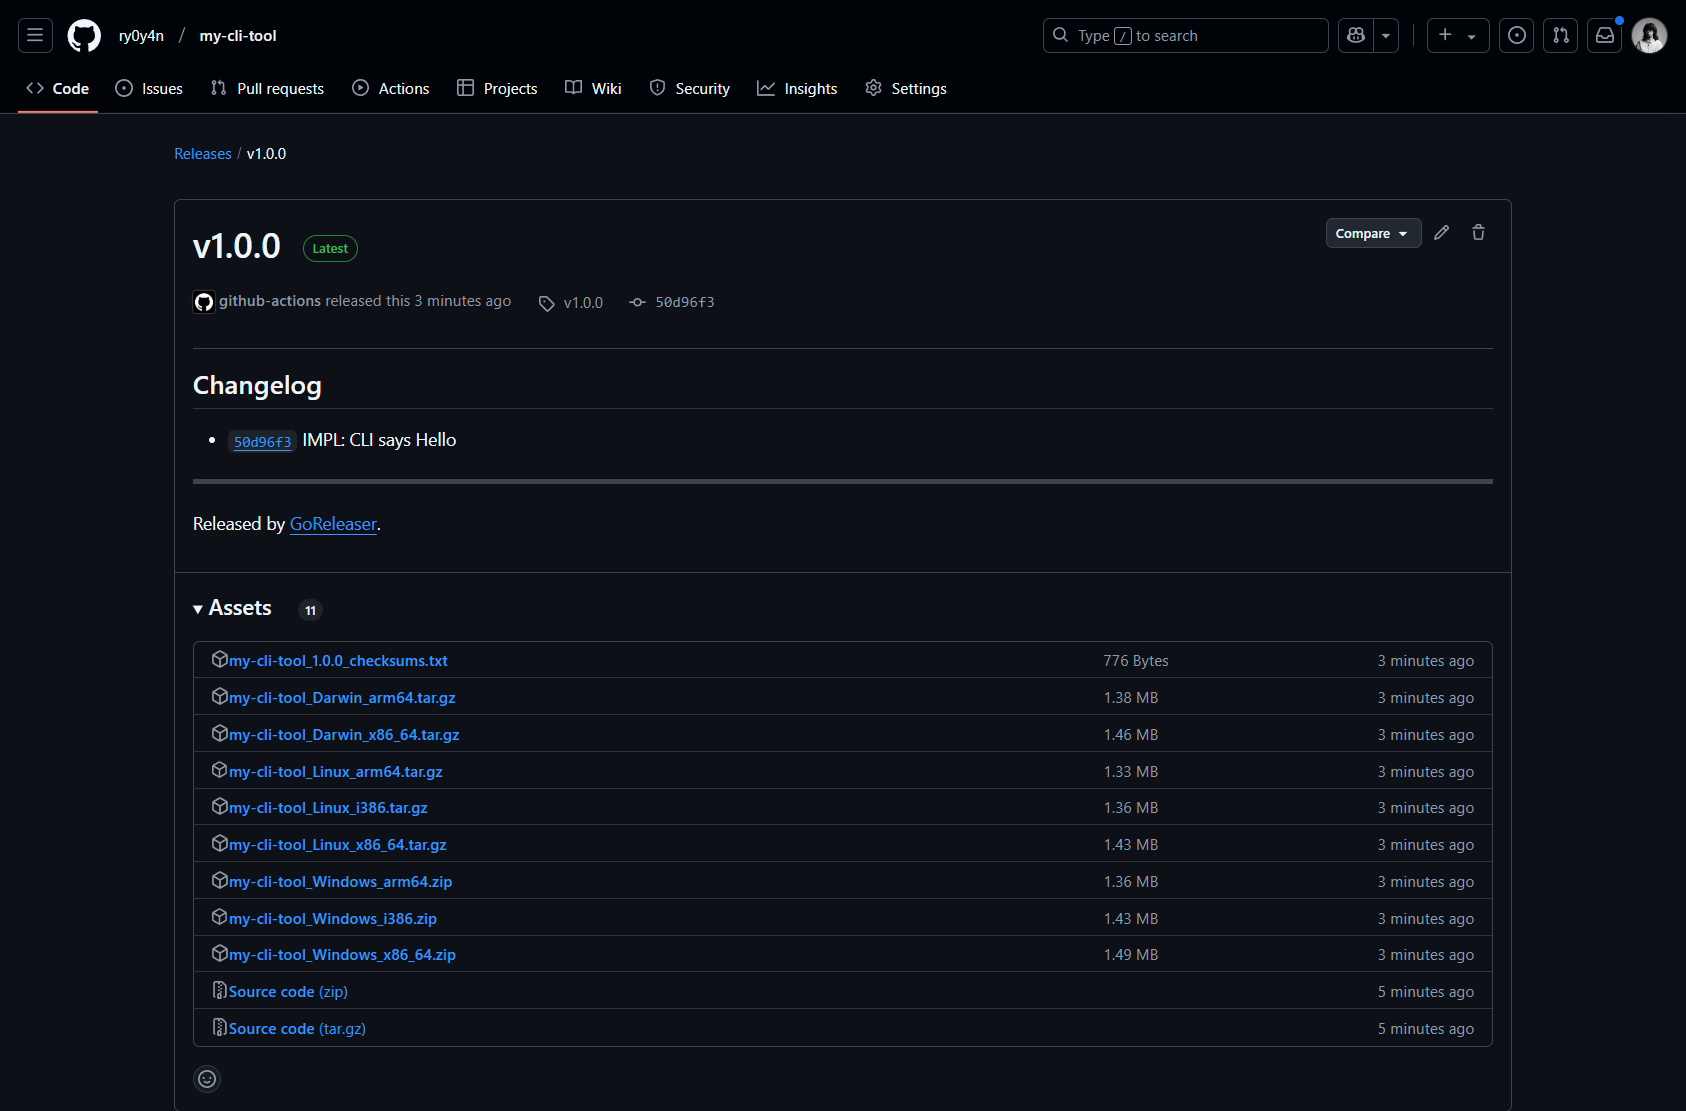 ry0y4n / my-cli-tool
Type / to search
Code Issues Pull requests Actions Projects Wiki Security Insights Settings
Releases / v1.0.0
v1.0.0 Latest
Compare
github-actions released this 3 minutes ago v1.0.0 50d96f3
Changelog
• 50d96f3 IMPL: CLI says Hello
Released by GoReleaser.
Assets 11
my-cli-tool_1.0.0_checksums.txt 776 Bytes 3 minutes ago
my-cli-tool_Darwin_arm64.tar.gz 1.38 MB 3 minutes ago
my-cli-tool_Darwin_x86_64.tar.gz 1.46 MB 3 minutes ago
my-cli-tool_Linux_arm64.tar.gz 1.33 MB 3 minutes ago
my-cli-tool_Linux_i386.tar.gz 1.36 MB 3 minutes ago
my-cli-tool_Linux_x86_64.tar.gz 1.43 MB 3 minutes ago
my-cli-tool_Windows_arm64.zip 1.36 MB 3 minutes ago
my-cli-tool_Windows_i386.zip 1.43 MB 3 minutes ago
my-cli-tool_Windows_x86_64.zip 1.49 MB 3 minutes ago
Source code (zip) 5 minutes ago
Source code (tar.gz) 5 minutes ago